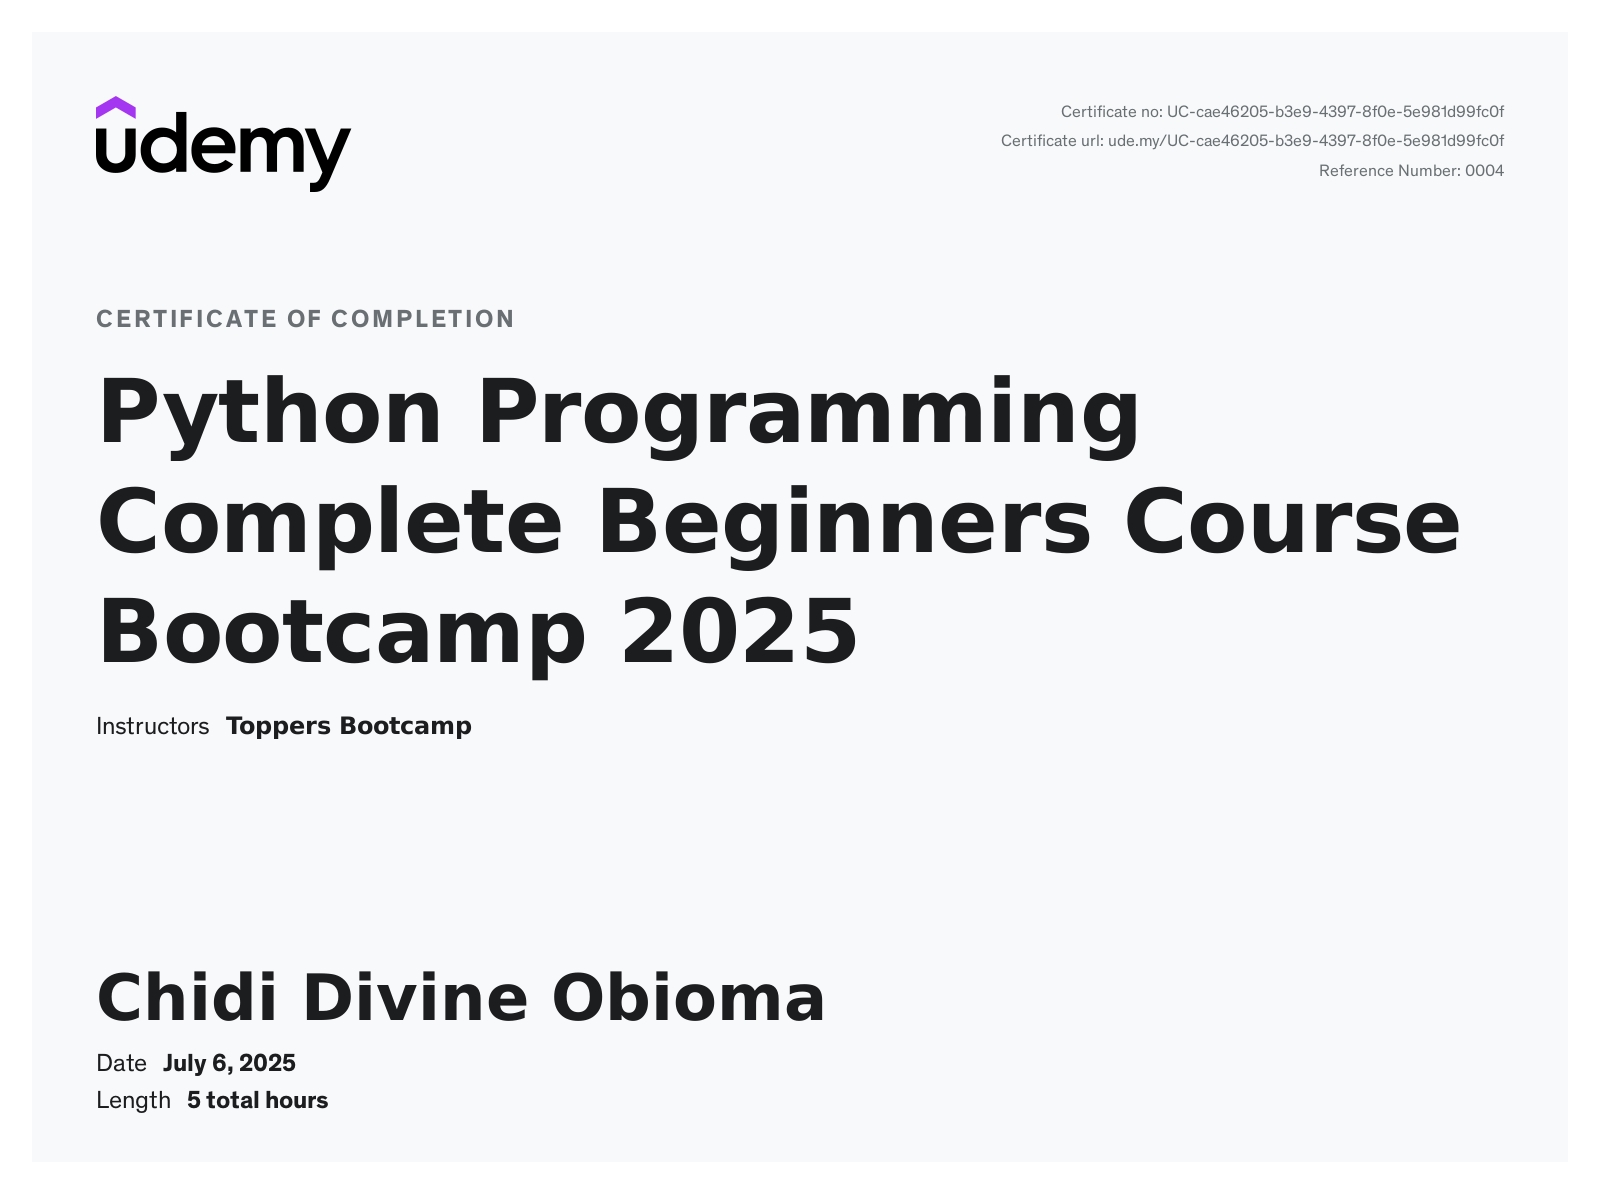 udemy
Certificate no: UC-cae46205-b3e9-4397-8f0e-5e981d99fc0f
Certificate url: ude.my/UC-cae46205-b3e9-4397-8f0e-5e981d99fc0f
Reference Number: 0004
CERTIFICATE OF COMPLETION
Python Programming
Complete Beginners Course
Bootcamp 2025
Instructors Toppers Bootcamp
Chidi Divine Obioma
Date July 6, 2025
Length 5 total hours